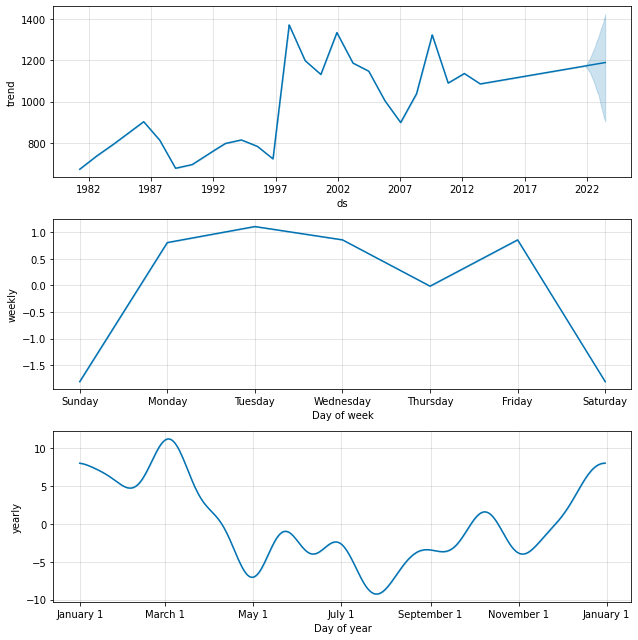 1400
1200
1000
800
trend
1982 1987 1992 1997 2002 2007 2012 2017 2022
ds
1.0
0.5
0.0
−0.5
−1.0
−1.5
weekly
Sunday Monday Tuesday Wednesday Thursday Friday Saturday
Day of week
10
5
0
−5
−10
yearly
January 1 March 1 May 1 July 1 September 1 November 1 January 1
Day of year